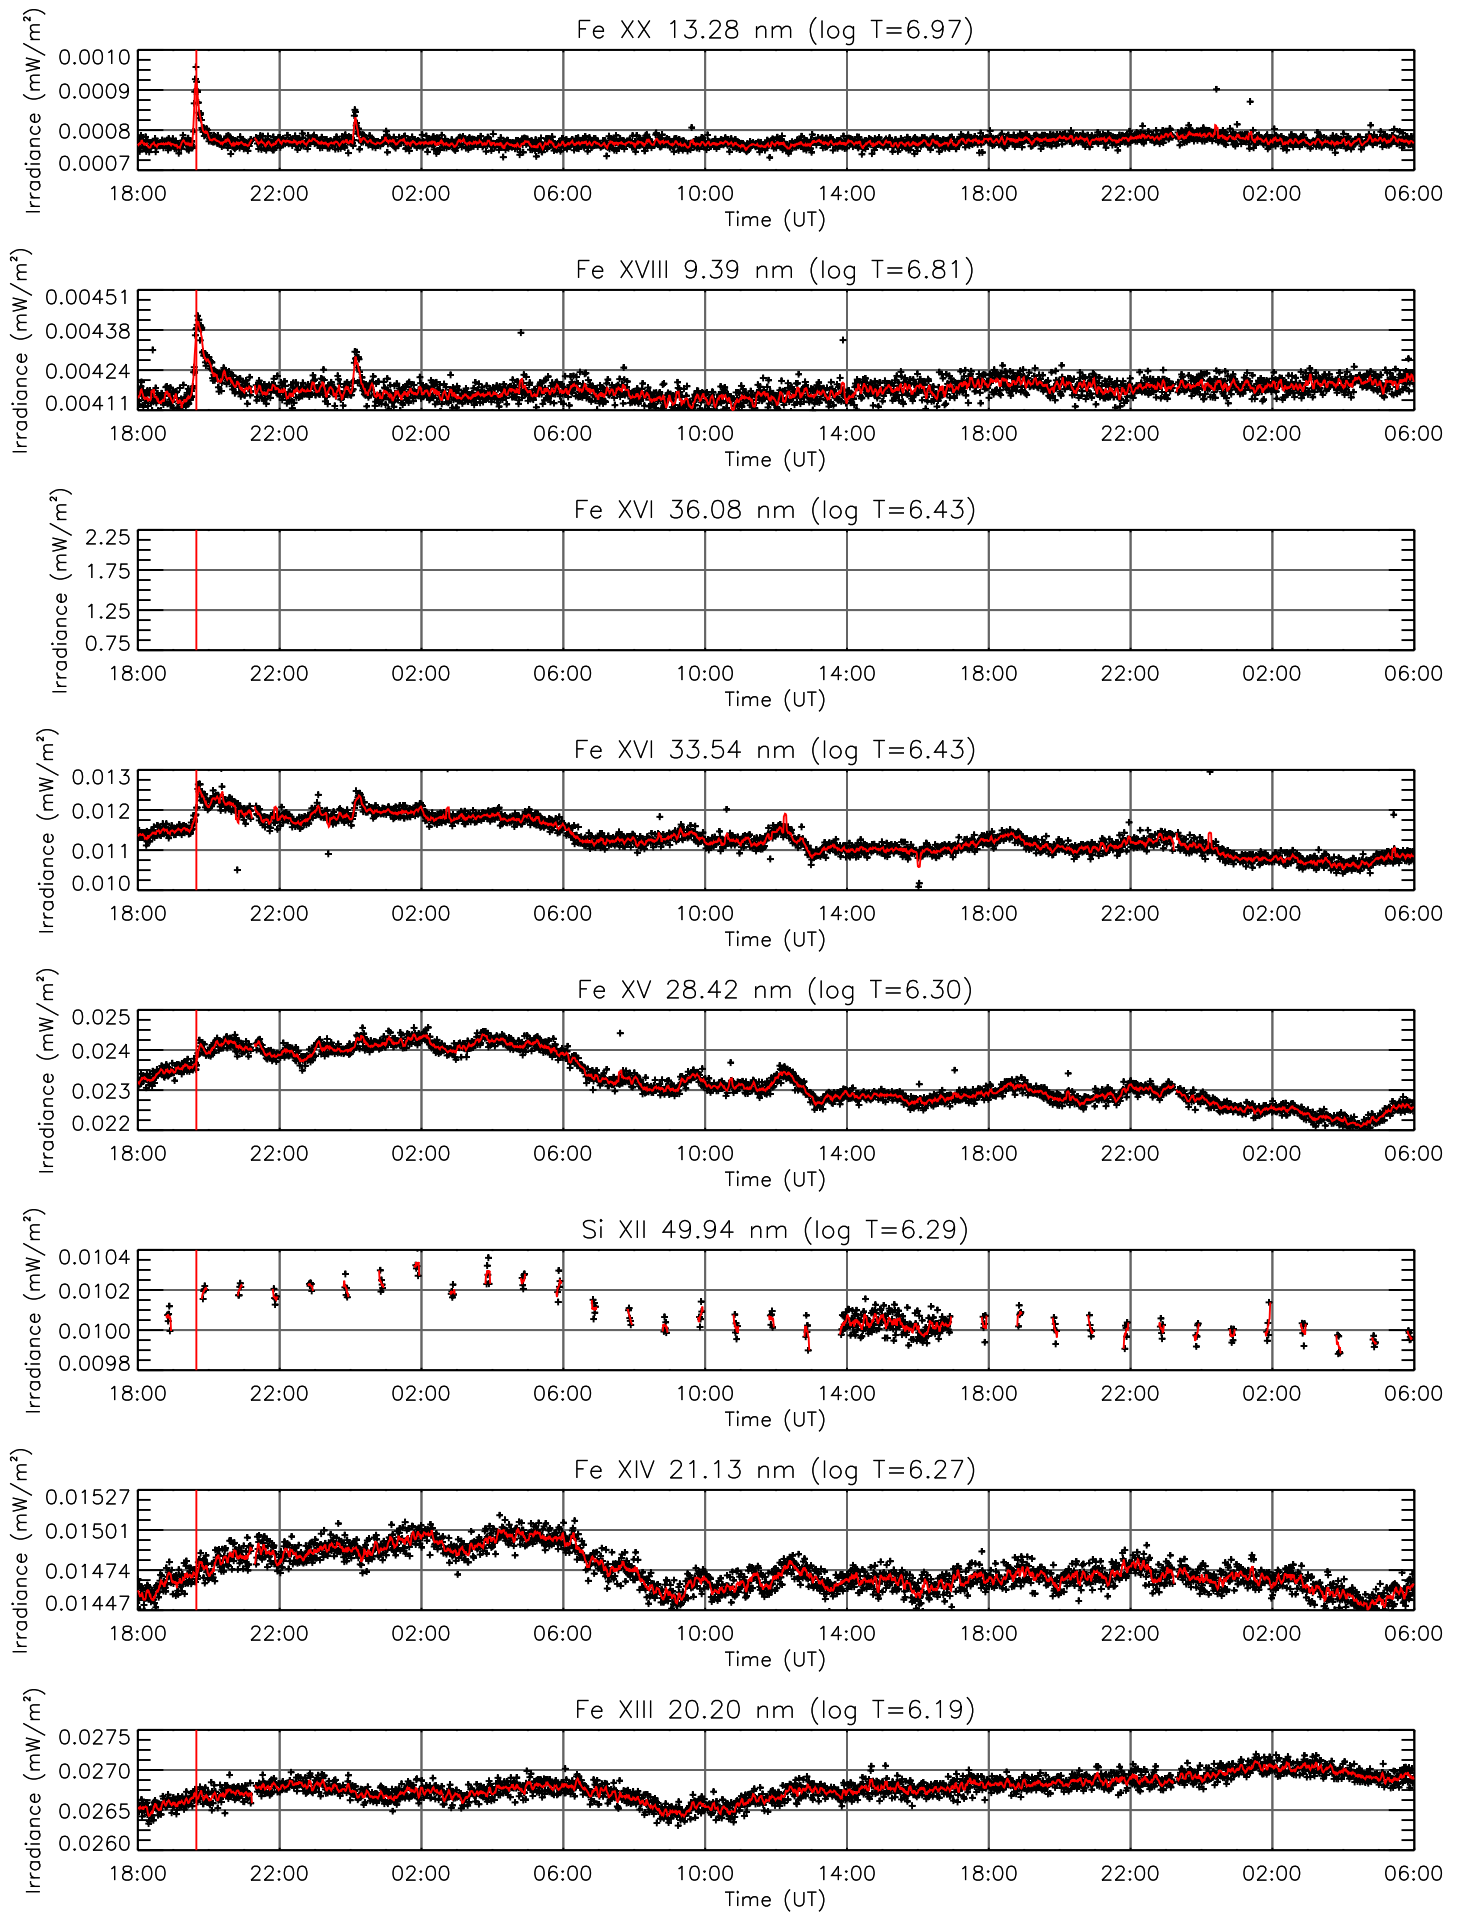 Fe XX 13.28 nm (log T=6.97)
Irradiance (mW/m²)
0.0010
0.0009
0.0008
0.0007
18:00 22:00 02:00 06:00 10:00 14:00 18:00 22:00 02:00 06:00
Time (UT)
Fe XVIII 9.39 nm (log T=6.81)
Irradiance (mW/m²)
0.00451
0.00438
0.00424
0.00411
18:00 22:00 02:00 06:00 10:00 14:00 18:00 22:00 02:00 06:00
Time (UT)
Fe XVI 36.08 nm (log T=6.43)
Irradiance (mW/m²)
2.25
1.75
1.25
0.75
18:00 22:00 02:00 06:00 10:00 14:00 18:00 22:00 02:00 06:00
Time (UT)
Fe XVI 33.54 nm (log T=6.43)
Irradiance (mW/m²)
0.013
0.012
0.011
0.010
18:00 22:00 02:00 06:00 10:00 14:00 18:00 22:00 02:00 06:00
Time (UT)
Fe XV 28.42 nm (log T=6.30)
Irradiance (mW/m²)
0.025
0.024
0.023
0.022
18:00 22:00 02:00 06:00 10:00 14:00 18:00 22:00 02:00 06:00
Time (UT)
Si XII 49.94 nm (log T=6.29)
Irradiance (mW/m²)
0.0104
0.0102
0.0100
0.0098
18:00 22:00 02:00 06:00 10:00 14:00 18:00 22:00 02:00 06:00
Time (UT)
Fe XIV 21.13 nm (log T=6.27)
Irradiance (mW/m²)
0.01527
0.01501
0.01474
0.01447
18:00 22:00 02:00 06:00 10:00 14:00 18:00 22:00 02:00 06:00
Time (UT)
Fe XIII 20.20 nm (log T=6.19)
Irradiance (mW/m²)
0.0275
0.0270
0.0265
0.0260
18:00 22:00 02:00 06:00 10:00 14:00 18:00 22:00 02:00 06:00
Time (UT)